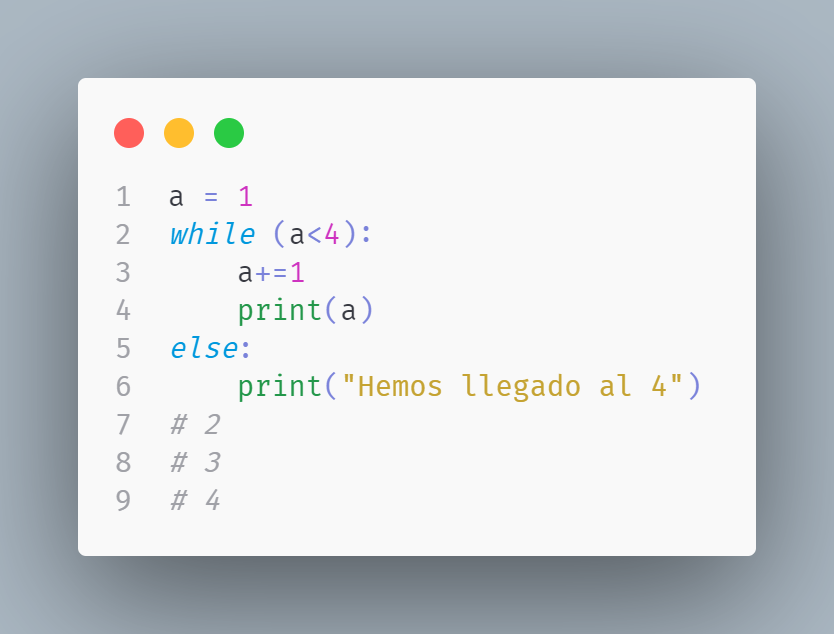 1 a = 1
2 while (a<4):
3     a+=1
4     print(a)
5 else:
6     print("Hemos llegado al 4")
7 # 2
8 # 3
9 # 4